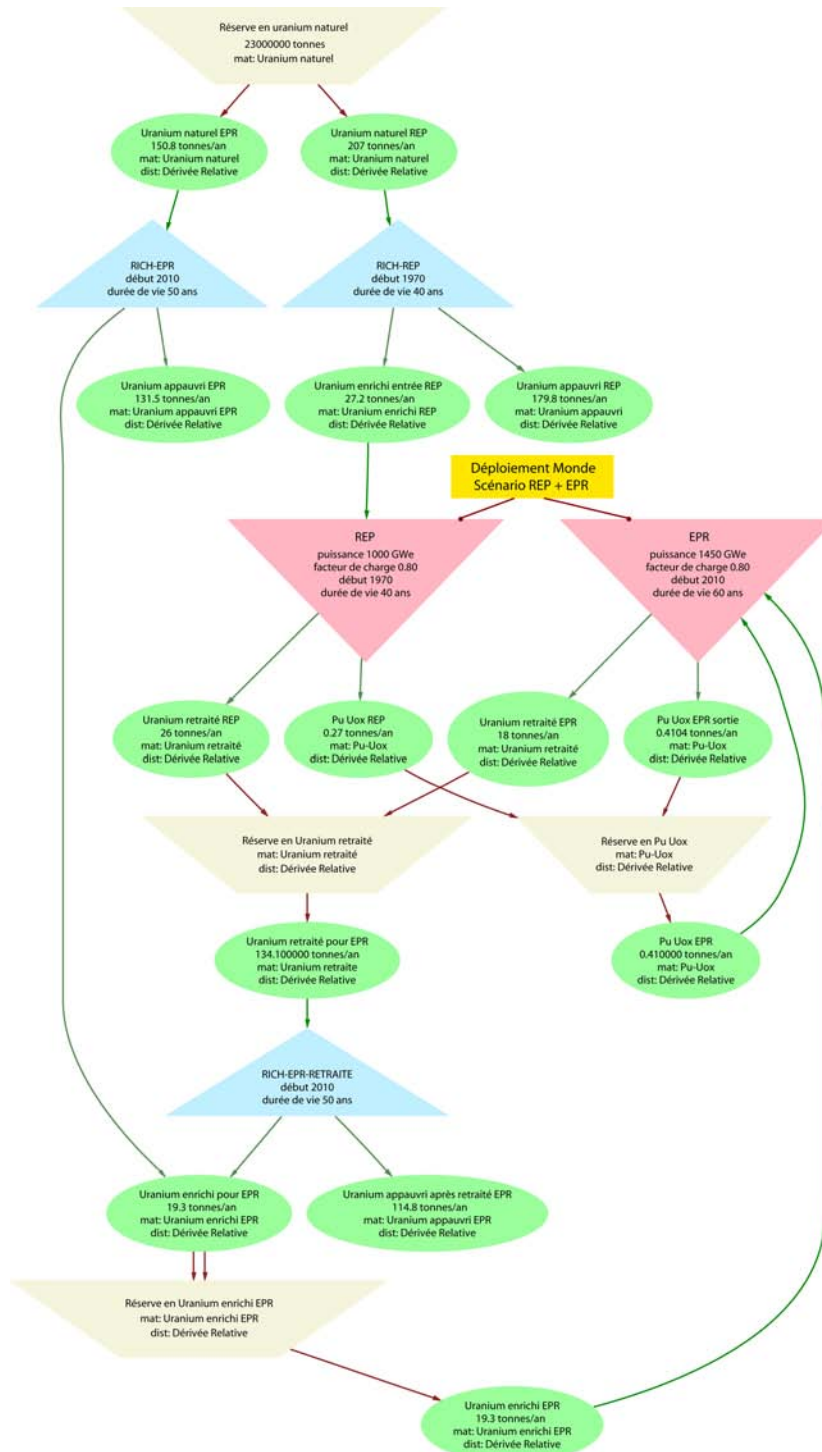 Réserve en uranium naturel
23000000 tonnes
mat: Uranium naturel
Uranium naturel EPR
150.8 tonnes/an
mat: Uranium naturel
dist: Dérivée Relative
Uranium naturel REP
207 tonnes/an
mat: Uranium naturel
dist: Dérivée Relative
RICH-EPR
début 2010
durée de vie 50 ans
RICH-REP
début 1970
durée de vie 40 ans
Uranium appauvri EPR
131.5 tonnes/an
mat: Uranium appauvri EPR
dist: Dérivée Relative
Uranium enrichi entrée REP
27.2 tonnes/an
mat: Uranium enrichi REP
dist: Dérivée Relative
Uranium appauvri REP
179.8 tonnes/an
mat: Uranium appauvri
dist: Dérivée Relative
Déploiement Monde
Scénario REP + EPR
REP
puissance 1000 GWe
facteur de charge 0.80
début 1970
durée de vie 40 ans
EPR
puissance 1450 GWe
facteur de charge 0.80
début 2010
durée de vie 60 ans
Uranium retraité REP
26 tonnes/an
mat: Uranium retraité
dist: Dérivée Relative
Pu Uox REP
0.27 tonnes/an
mat: Pu-Uox
dist: Dérivée Relative
Uranium retraité EPR
18 tonnes/an
mat: Uranium retraité
dist: Dérivée Relative
Pu Uox EPR sortie
0.4104 tonnes/an
mat: Pu-Uox
dist: Dérivée Relative
Réserve en Uranium retraité
mat: Uranium retraité
dist: Dérivée Relative
Réserve en Pu Uox
mat: Pu-Uox
dist: Dérivée Relative
Uranium retraité pour EPR
134.100000 tonnes/an
mat: Uranium retraite
dist: Dérivée Relative
Pu Uox EPR
0.410000 tonnes/an
mat: Pu-Uox
dist: Dérivée Relative
RICH-EPR-RETRAITE
début 2010
durée de vie 50 ans
Uranium enrichi pour EPR
19.3 tonnes/an
mat: Uranium enrichi EPR
dist: Dérivée Relative
Uranium appauvri après retraité EPR
114.8 tonnes/an
mat: Uranium appauvri EPR
dist: Dérivée Relative
Réserve en Uranium enrichi EPR
mat: Uranium enrichi EPR
dist: Dérivée Relative
Uranium enrichi EPR
19.3 tonnes/an
mat: Uranium enrichi EPR
dist: Dérivée Relative